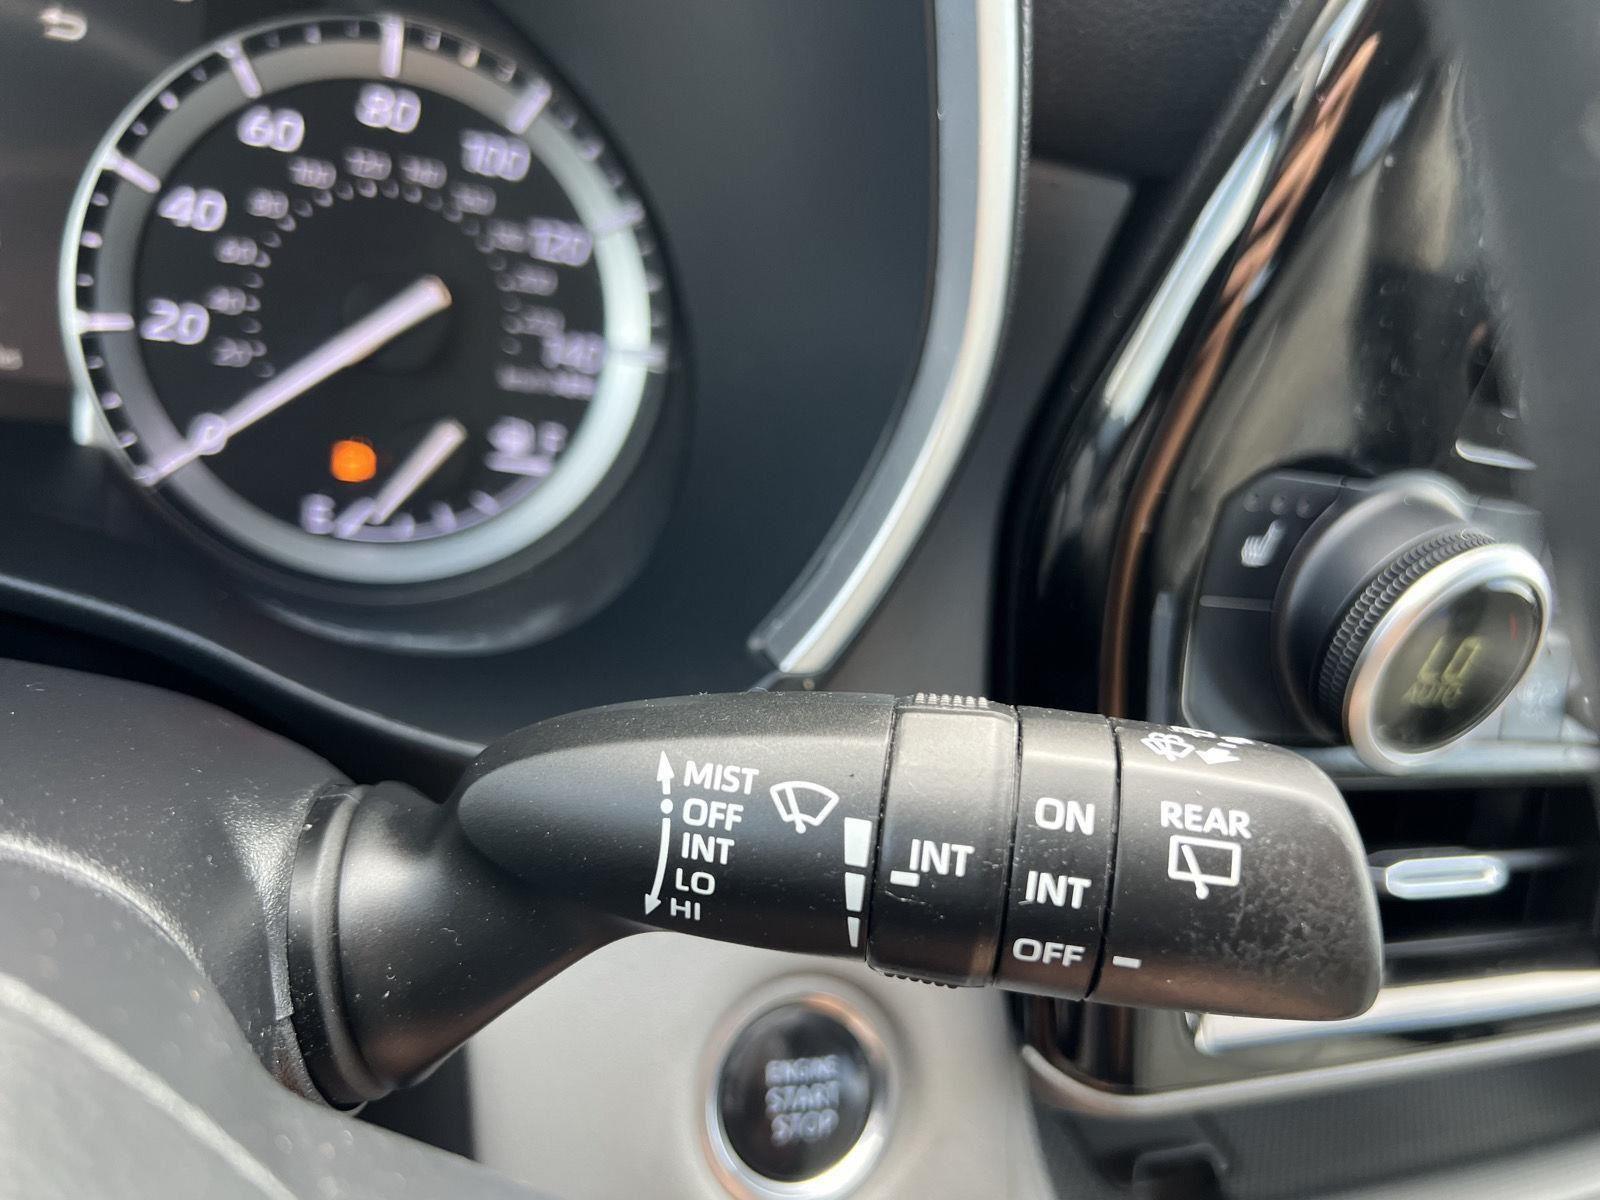 80
60
100
40
120
20
140
0
E
F
LO
AUTO
MIST
OFF
INT
LO
HI
INT
ON
INT
OFF
REAR
ENGINE
START
STOP